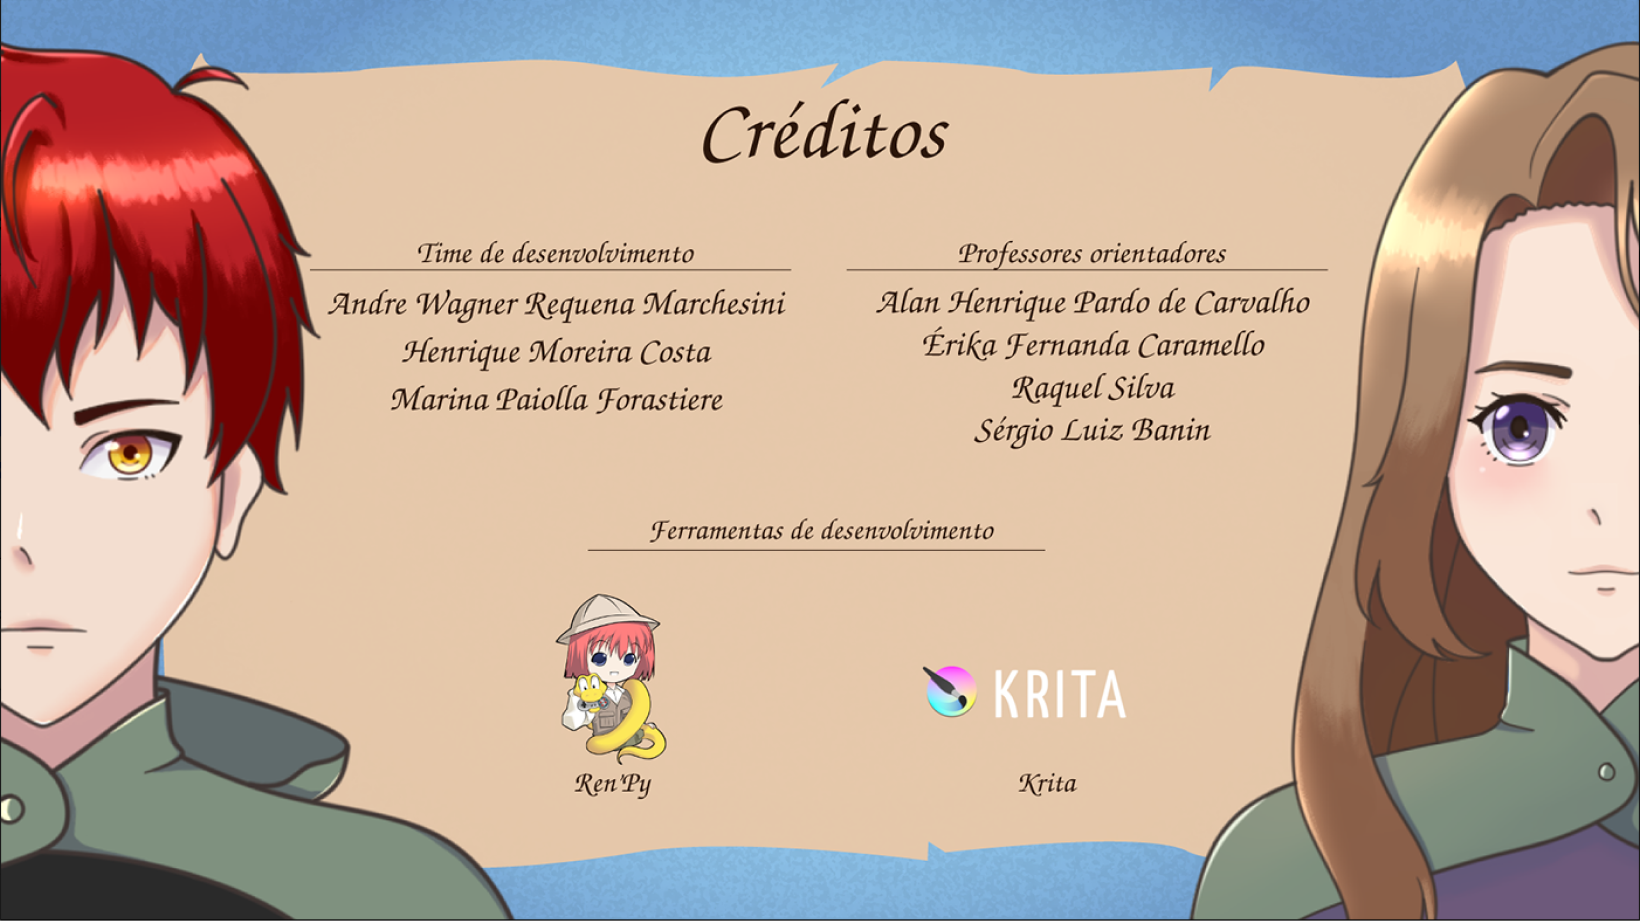 Créditos
Time de desenvolvimento
Andre Wagner Requena Marchesini
Henrique Moreira Costa
Marina Paiolla Forastiere
Professores orientadores
Alan Henrique Pardo de Carvalho
Érika Fernanda Caramello
Raquel Silva
Sérgio Luiz Banin
Ferramentas de desenvolvimento
Ren'Py
KRITA
Krita